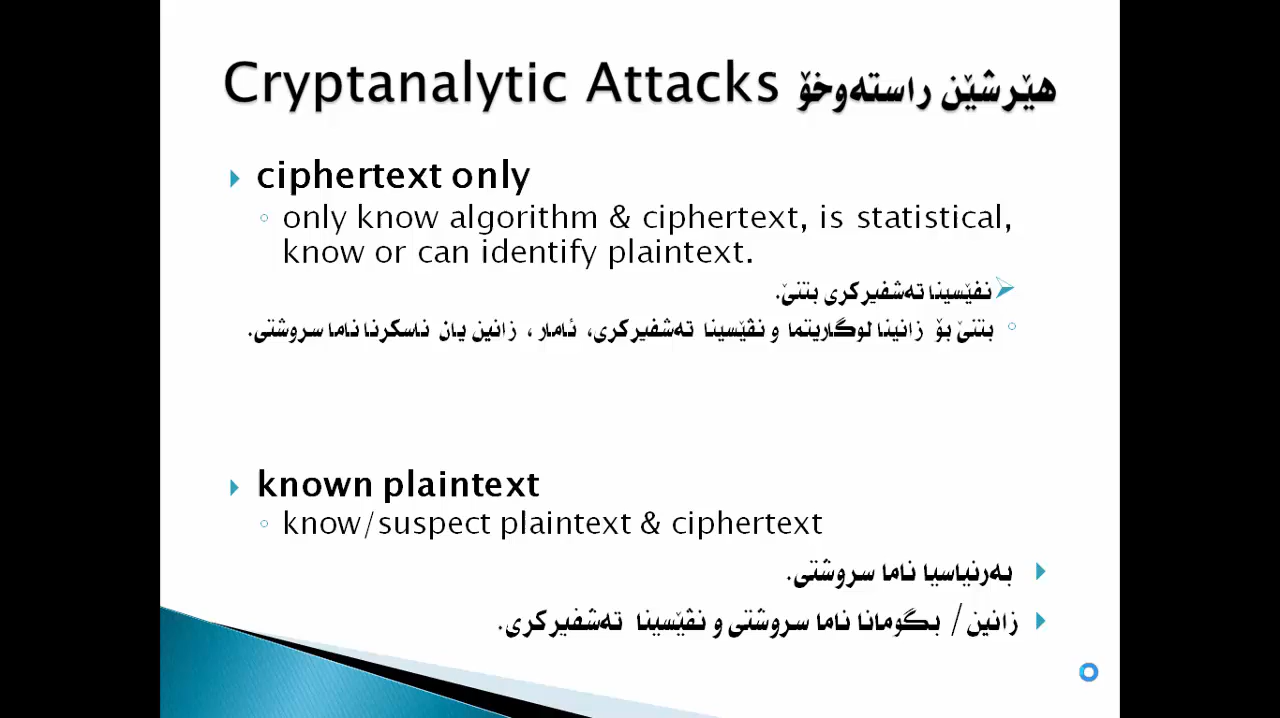 Cryptanalytic Attacks هێرشێن راستەوخۆ
ciphertext only
only know algorithm & ciphertext, is statistical,
know or can identify plaintext.
نفێسینا تەشفیرکری بتنێ.
بتنێ بۆ زانینا لوگاریتما و نڤێسینا تەشفیرکری، ئامار ، زانین یان ناسکرنا ناما سروشتی.
known plaintext
know/suspect plaintext & ciphertext
بەرنیاسیا ناما سروشتی.
زانین/ بگومانا ناما سروشتی و نڤێسینا تەشفیرکری.